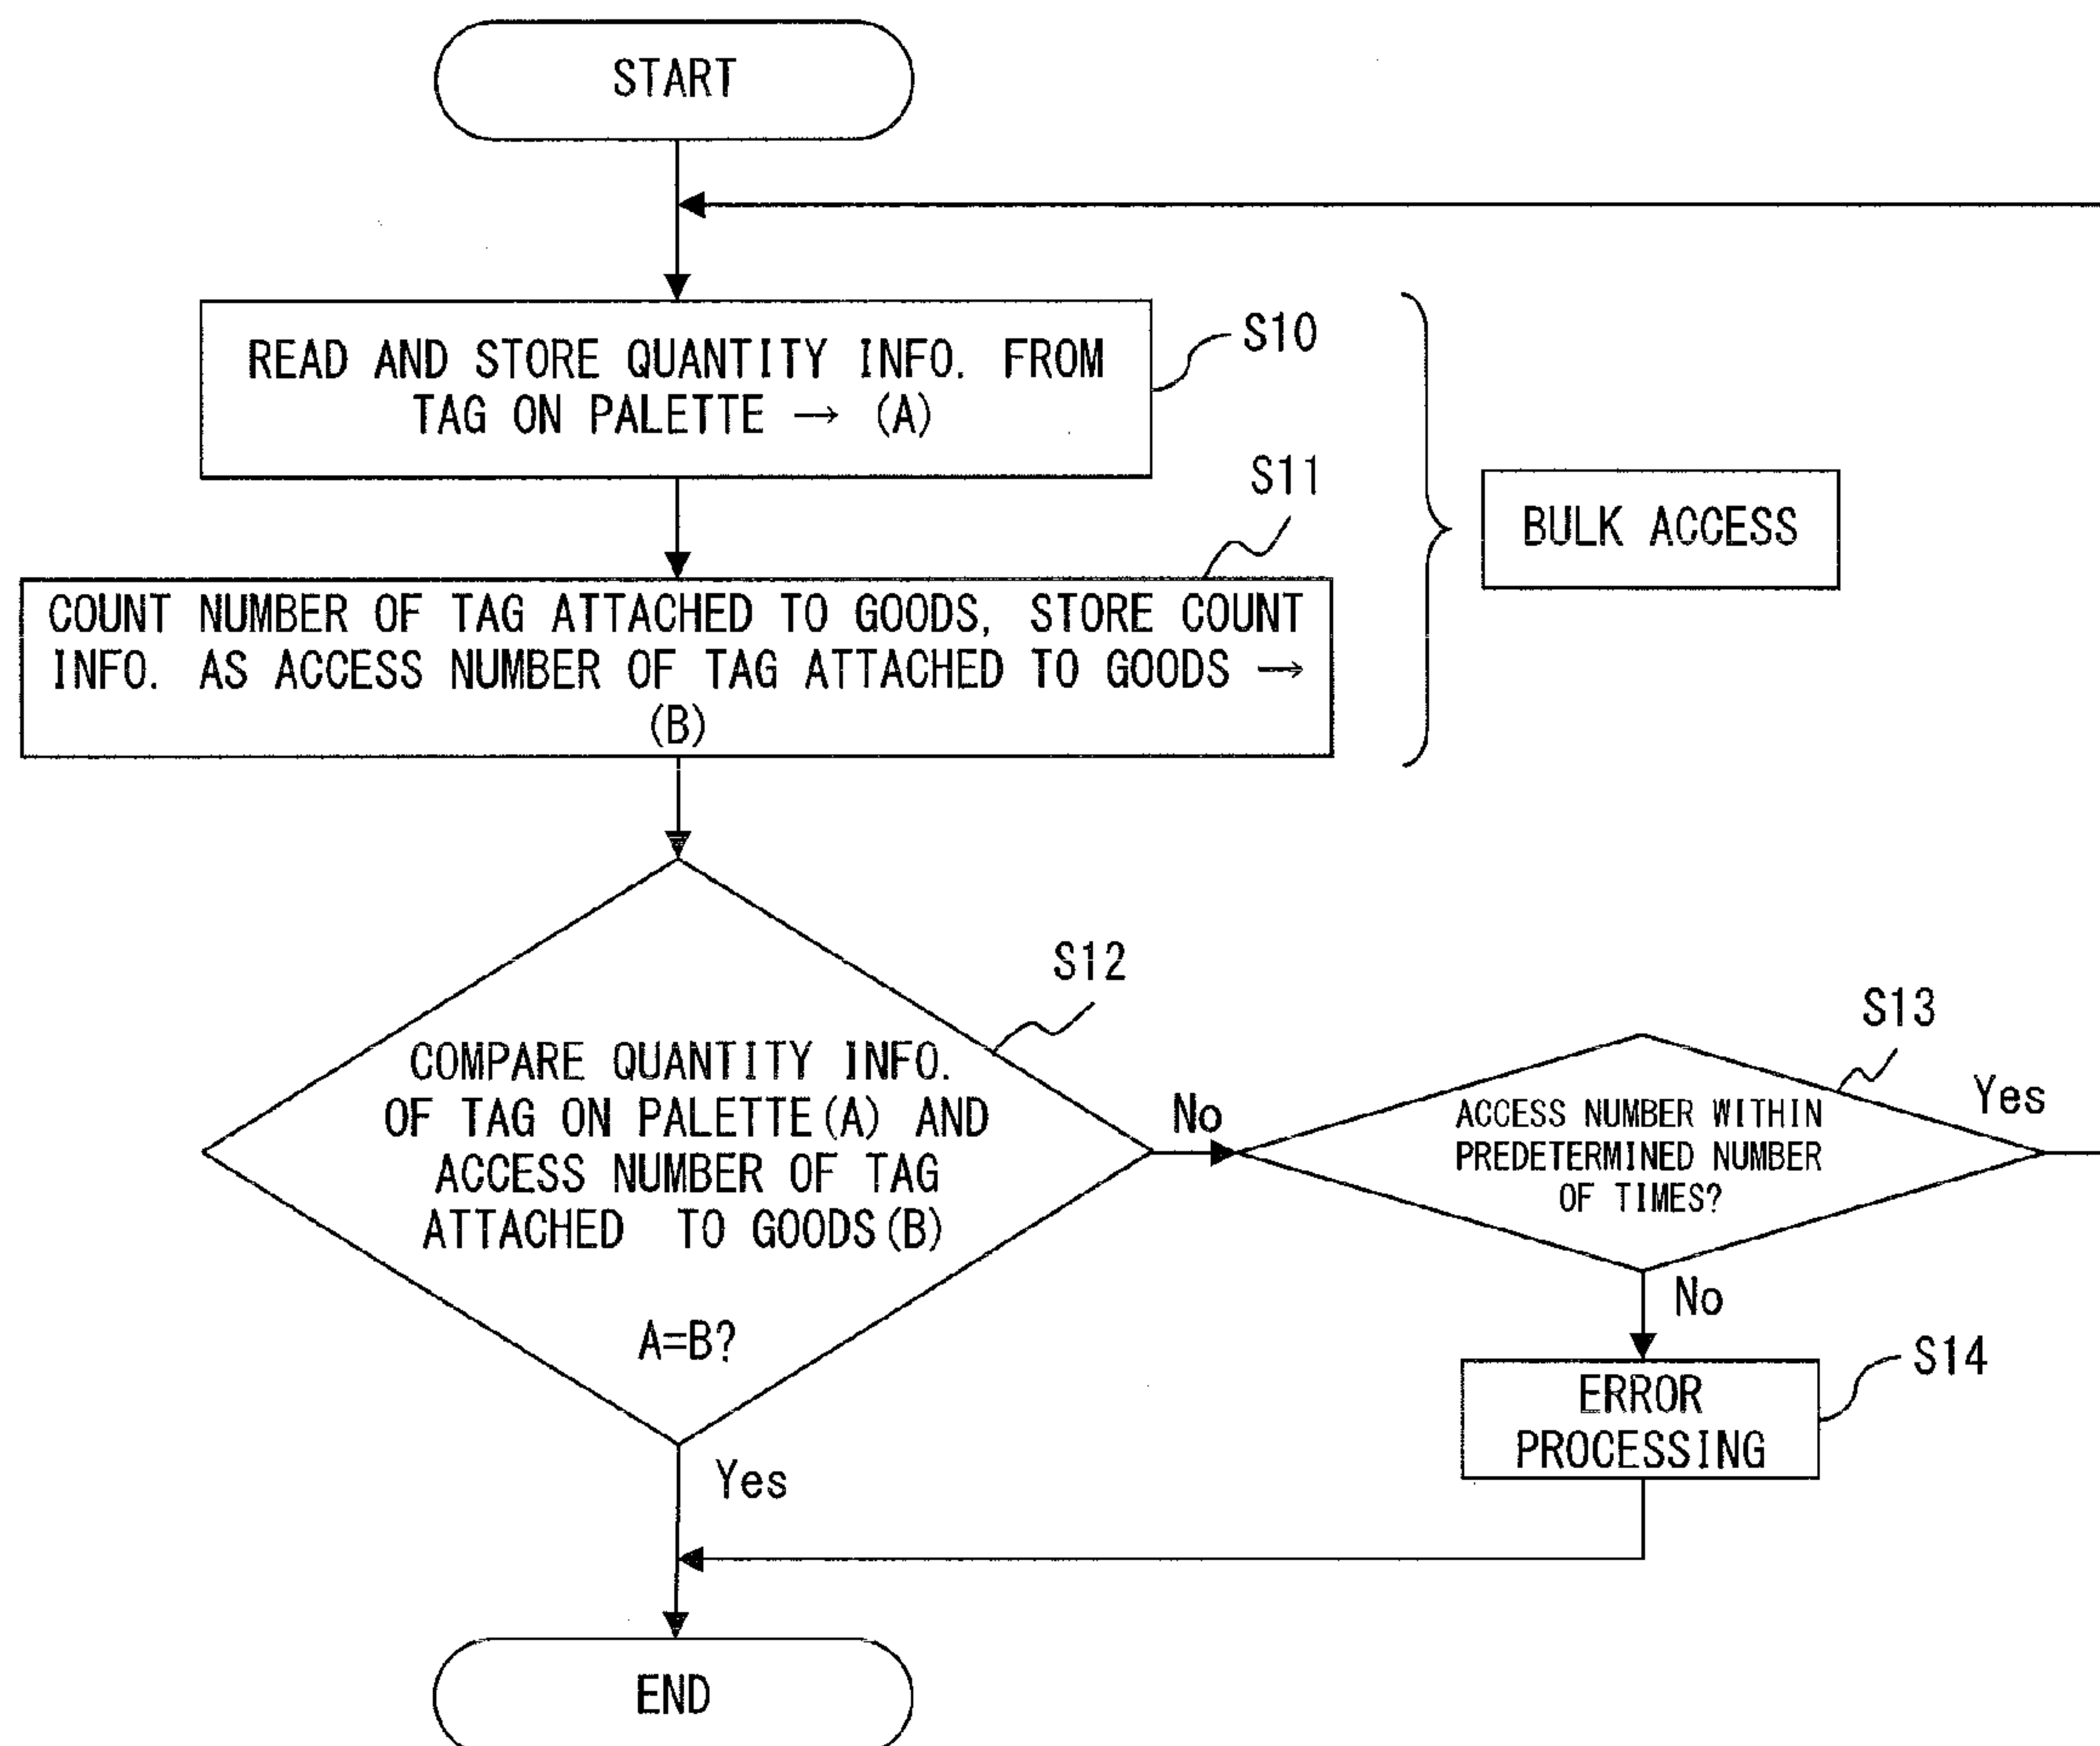 START
READ AND STORE QUANTITY INFO. FROM
TAG ON PALETTE → (A)
S10
S11
BULK ACCESS
COUNT NUMBER OF TAG ATTACHED TO GOODS, STORE COUNT
INFO. AS ACCESS NUMBER OF TAG ATTACHED TO GOODS →
(B)
S12
COMPARE QUANTITY INFO.
OF TAG ON PALETTE(A) AND
ACCESS NUMBER OF TAG
ATTACHED TO GOODS(B)
A=B?
No
S13
Yes
ACCESS NUMBER WITHIN
PREDETERMINED NUMBER
OF TIMES?
No
S14
ERROR
PROCESSING
Yes
END